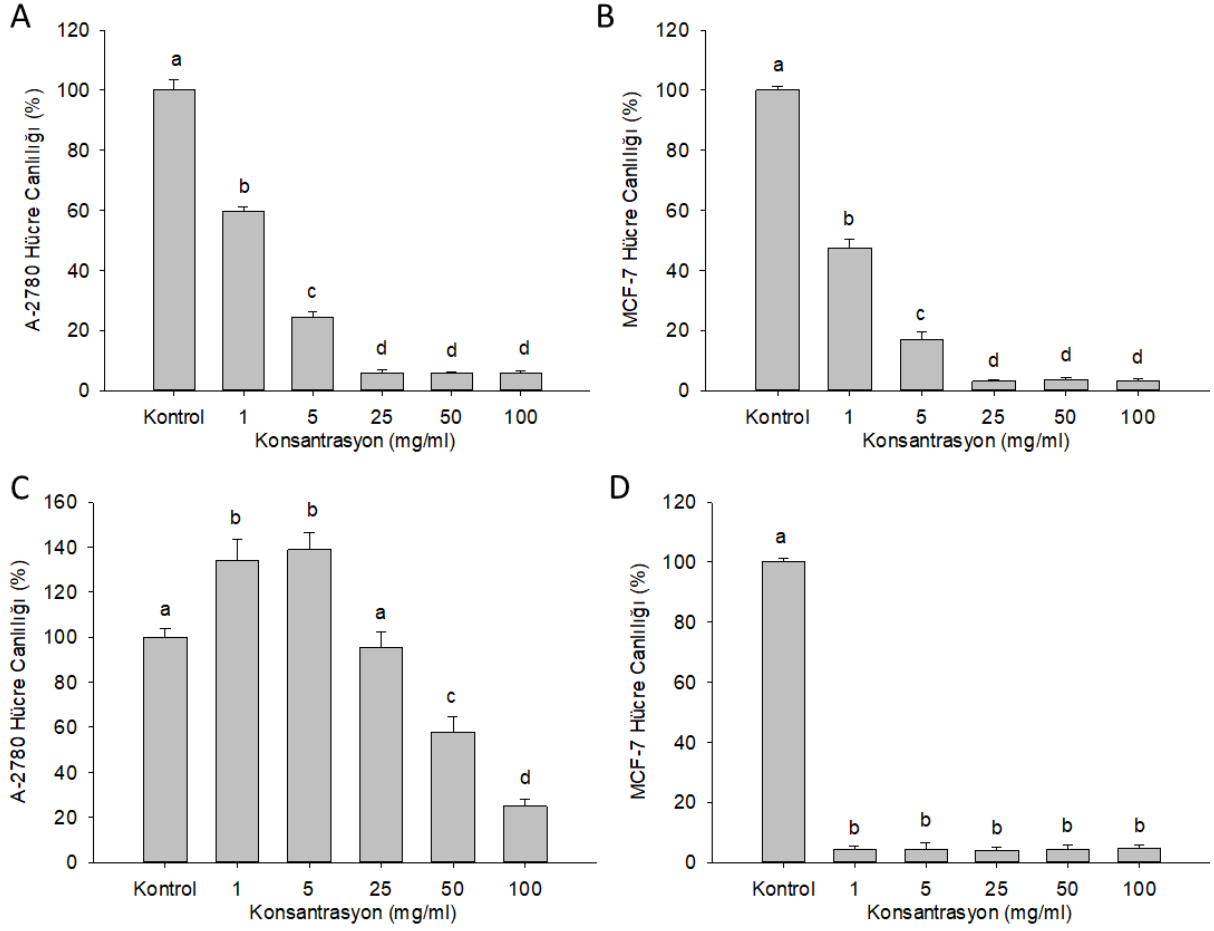 A
120
100
80
60
40
20
0
A-2780 Hücre Canlılığı (%)
a
b
c
d
d
d
Kontrol 1 5 25 50 100
Konsantrasyon (mg/ml)
B
120
100
80
60
40
20
0
MCF-7 Hücre Canlılığı (%)
a
b
c
d
d
d
Kontrol 1 5 25 50 100
Konsantrasyon (mg/ml)
C
160
140
120
100
80
60
40
20
0
A-2780 Hücre Canlılığı (%)
a
b
b
a
c
d
Kontrol 1 5 25 50 100
Konsantrasyon (mg/ml)
D
120
100
80
60
40
20
0
MCF-7 Hücre Canlılığı (%)
a
b
b
b
b
b
Kontrol 1 5 25 50 100
Konsantrasyon (mg/ml)